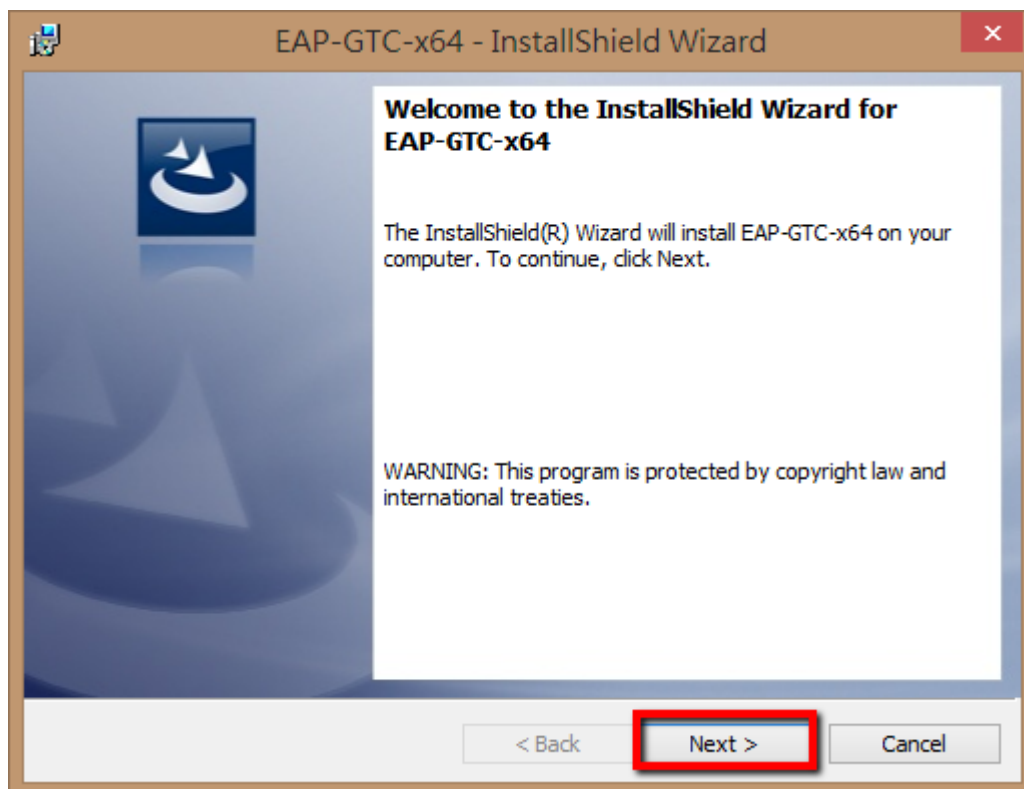 EAP-GTC-x64 - InstallShield Wizard
Welcome to the InstallShield Wizard for
EAP-GTC-x64
The InstallShield(R) Wizard will install EAP-GTC-x64 on your
computer. To continue, click Next.
WARNING: This program is protected by copyright law and
international treaties.
< Back Next > Cancel